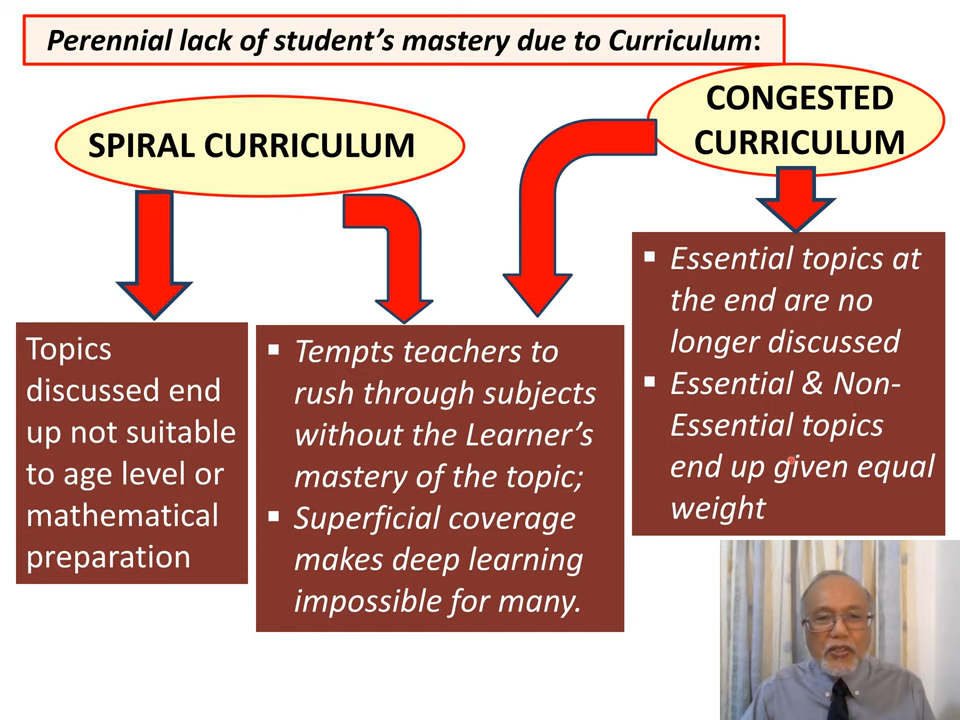 Perennial lack of student's mastery due to Curriculum:
SPIRAL CURRICULUM
CONGESTED
CURRICULUM
Topics
discussed end
up not suitable
to age level or
mathematical
preparation
▪ Tempts teachers to
rush through subjects
without the Learner's
mastery of the topic;
▪ Superficial coverage
makes deep learning
impossible for many.
▪ Essential topics at
the end are no
longer discussed
▪ Essential & Non-
Essential topics
end up given equal
weight